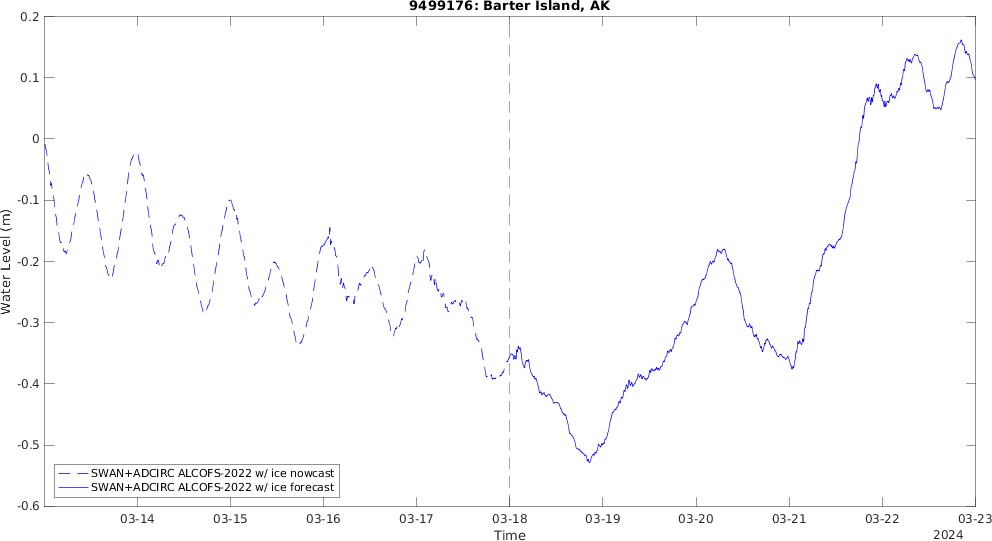 9499176: Barter Island, AK
0.2
0.1
0
-0.1
-0.2
-0.3
-0.4
-0.5
-0.6
Water Level (m)
SWAN+ADCIRC ALCOFS-2022 w/ ice nowcast
SWAN+ADCIRC ALCOFS-2022 w/ ice forecast
03-14 03-15 03-16 03-17 03-18 03-19 03-20 03-21 03-22 03-23
Time
2024